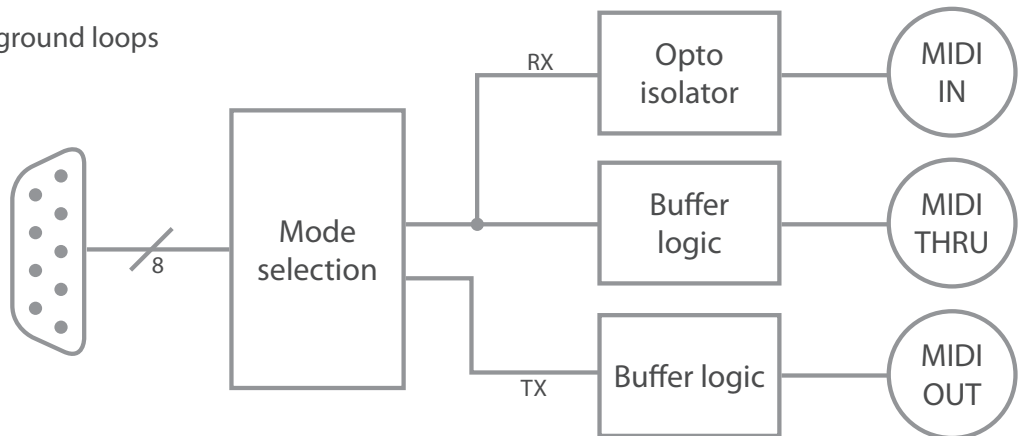 ground loops
RX
Opto
isolator
MIDI
IN
8
Mode
selection
Buffer
logic
MIDI
THRU
TX
Buffer logic
MIDI
OUT